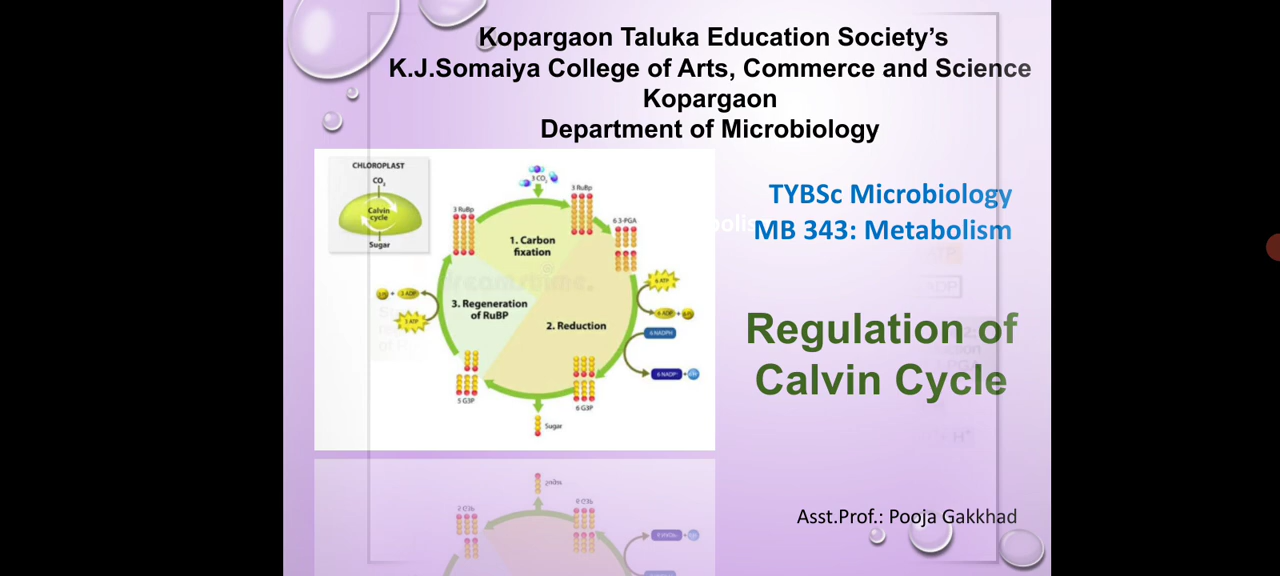 Kopargaon Taluka Education Society's
K.J.Somaiya College of Arts, Commerce and Science
Kopargaon
Department of Microbiology
TYBSc Microbiology
MB 343: Metabolism
Regulation of
Calvin Cycle
Asst.Prof.: Pooja Gakkhad
CHLOROPLAST
CO2
Calvin
cycle
Sugar
3 CO2
3 RuBp
3 RuBp
6 3-PGA
1. Carbon
fixation
6 ATP
6 ADP
3 ADP
3 ATP
3. Regeneration
of RuBP
2. Reduction
6 NADPH
6 NADP+
5 G3P
6 G3P
Sugar